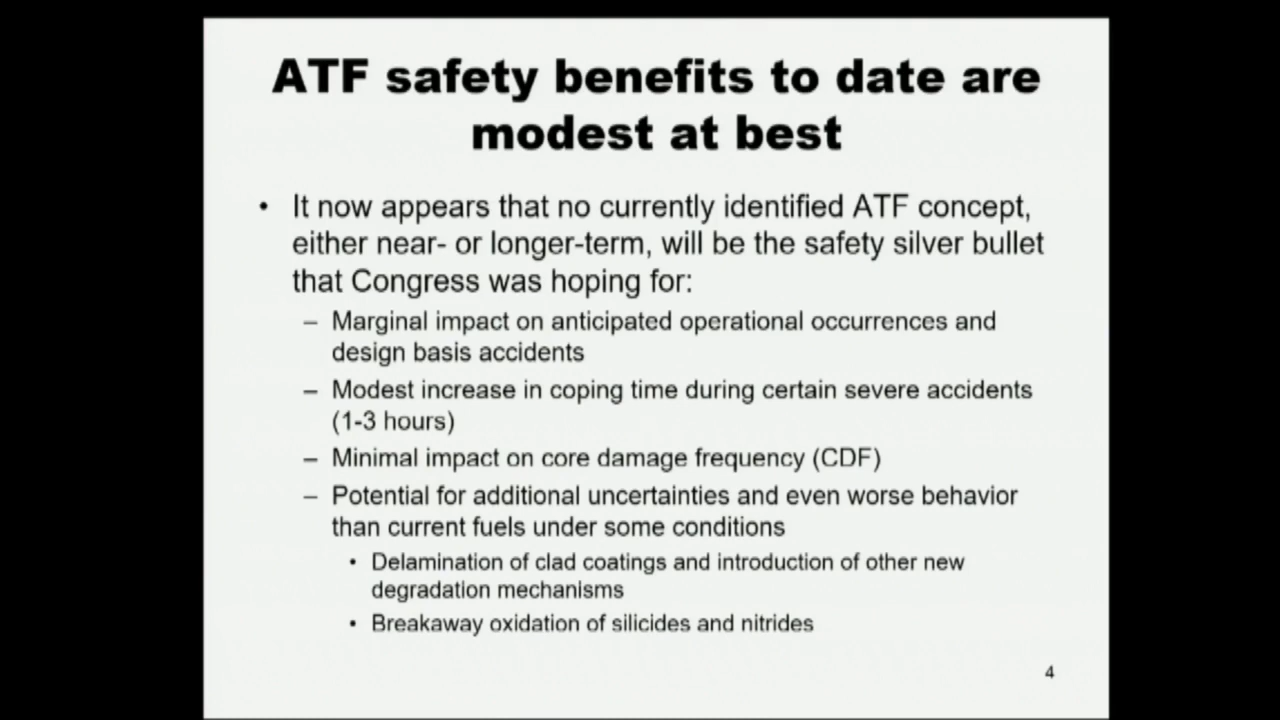 ATF safety benefits to date are
modest at best
• It now appears that no currently identified ATF concept,
either near- or longer-term, will be the safety silver bullet
that Congress was hoping for:
– Marginal impact on anticipated operational occurrences and
design basis accidents
– Modest increase in coping time during certain severe accidents
(1-3 hours)
– Minimal impact on core damage frequency (CDF)
– Potential for additional uncertainties and even worse behavior
than current fuels under some conditions
• Delamination of clad coatings and introduction of other new
degradation mechanisms
• Breakaway oxidation of silicides and nitrides
4